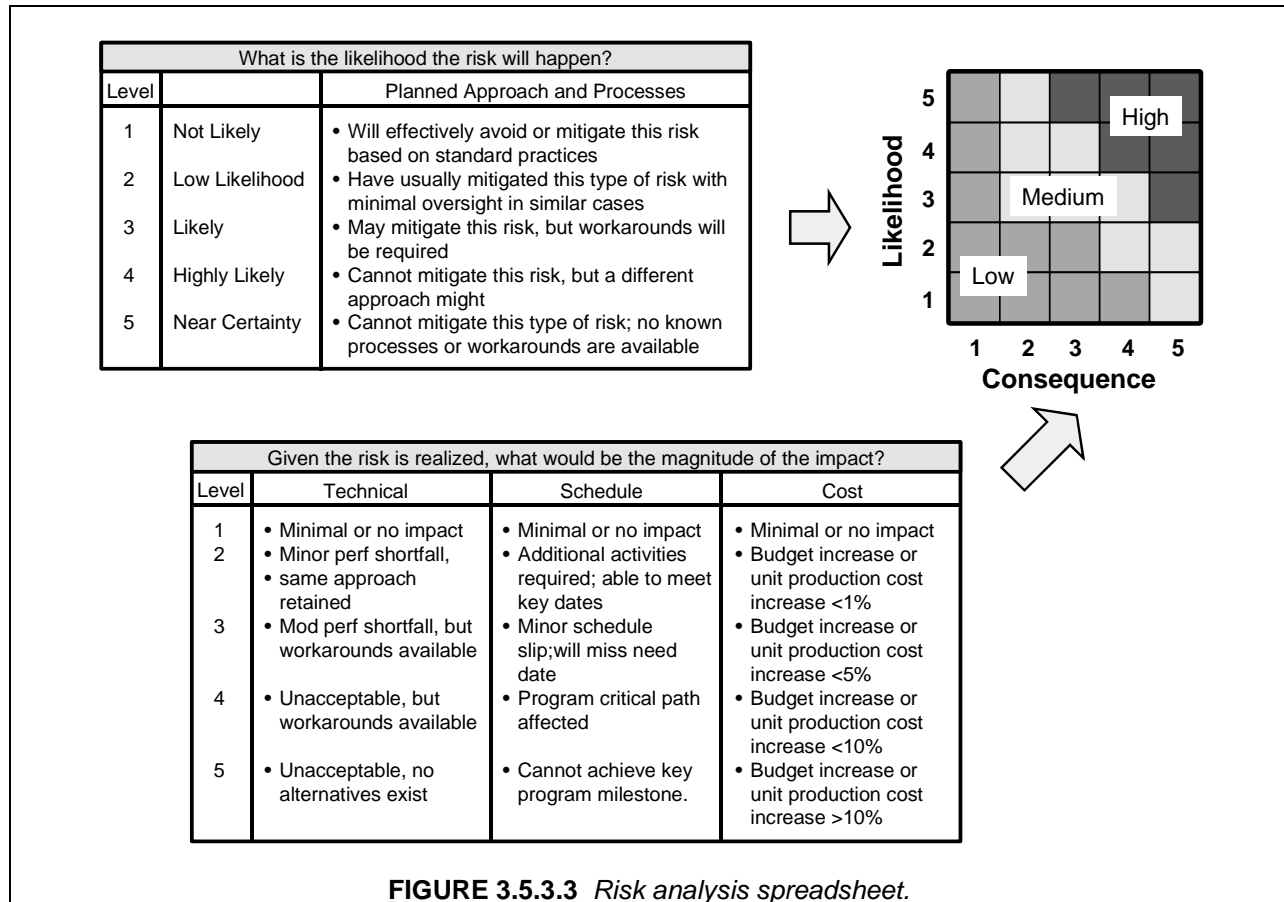 What is the likelihood the risk will happen?
Level
Planned Approach and Processes
1
Not Likely
• Will effectively avoid or mitigate this risk
based on standard practices
2
Low Likelihood
• Have usually mitigated this type of risk with
minimal oversight in similar cases
3
Likely
• May mitigate this risk, but workarounds will
be required
4
Highly Likely
• Cannot mitigate this risk, but a different
approach might
5
Near Certainty
• Cannot mitigate this type of risk; no known
processes or workarounds are available
Likelihood
5
4
3
2
1
High
Medium
Low
1 2 3 4 5
Consequence
Given the risk is realized, what would be the magnitude of the impact?
Level
Technical
Schedule
Cost
1
• Minimal or no impact
• Minimal or no impact
• Minimal or no impact
2
• Minor perf shortfall,
• same approach
retained
• Additional activities
required; able to meet
key dates
• Budget increase or
unit production cost
increase <1%
3
• Mod perf shortfall, but
workarounds available
• Minor schedule
slip;will miss need
date
• Budget increase or
unit production cost
increase <5%
4
• Unacceptable, but
workarounds available
• Program critical path
affected
• Budget increase or
unit production cost
increase <10%
5
• Unacceptable, no
alternatives exist
• Cannot achieve key
program milestone.
• Budget increase or
unit production cost
increase >10%
FIGURE 3.5.3.3 Risk analysis spreadsheet.